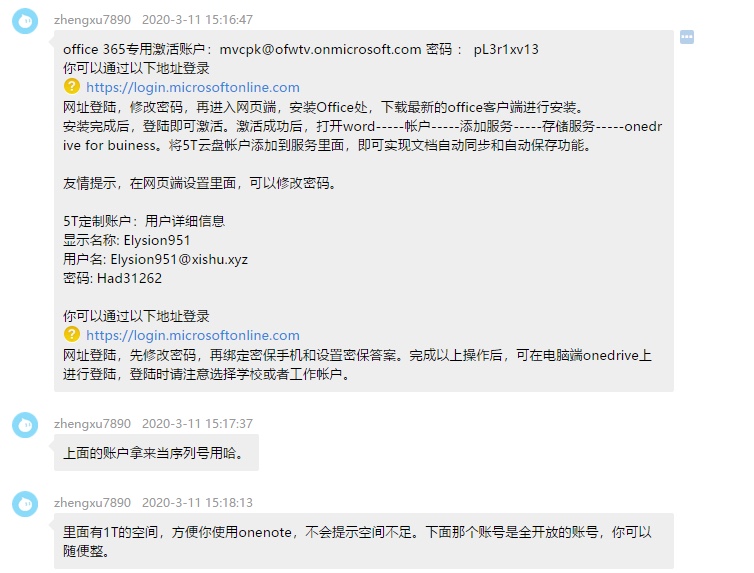 zhengxu7890 2020-3-11 15:16:47
office 365专用激活账户：mvcpk@ofwtv.onmicrosoft.com 密码 ： pL3r1xv13
你可以通过以下地址登录
https://login.microsoftonline.com
网址登陆，修改密码，再进入网页端，安装Office处，下载最新的office客户端进行安装。
安装完成后，登陆即可激活。激活成功后，打开word-----帐户-----添加服务-----存储服务-----onedr
ive for buiness。将5T云盘帐户添加到服务里面，即可实现文档自动同步和自动保存功能。
友情提示，在网页端设置里面，可以修改密码。
5T定制账户：用户详细信息
显示名称: Elysion951
用户名: Elysion951@xishu.xyz
密码: Had31262
你可以通过以下地址登录
https://login.microsoftonline.com
网址登陆，先修改密码，再绑定密保手机和设置密保答案。完成以上操作后，可在电脑端onedrive上
进行登陆，登陆时请注意选择学校或者工作帐户。
zhengxu7890 2020-3-11 15:17:37
上面的账户拿来当序列号用哈。
zhengxu7890 2020-3-11 15:18:13
里面有1T的空间，方便你使用onenote，不会提示空间不足。下面那个账号是全开放的账号，你可以
随便整。